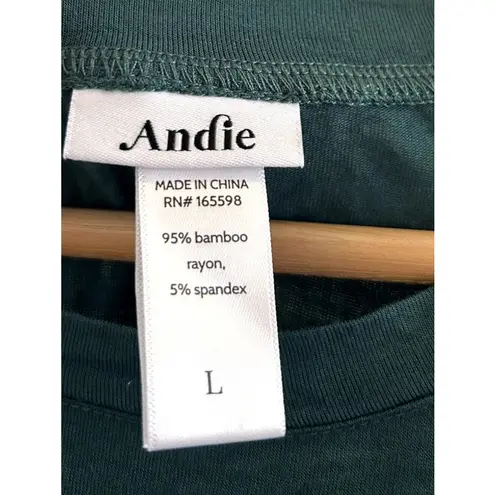 Andie
MADE IN CHINA
RN# 165598
95% bamboo
rayon,
5% spandex
L